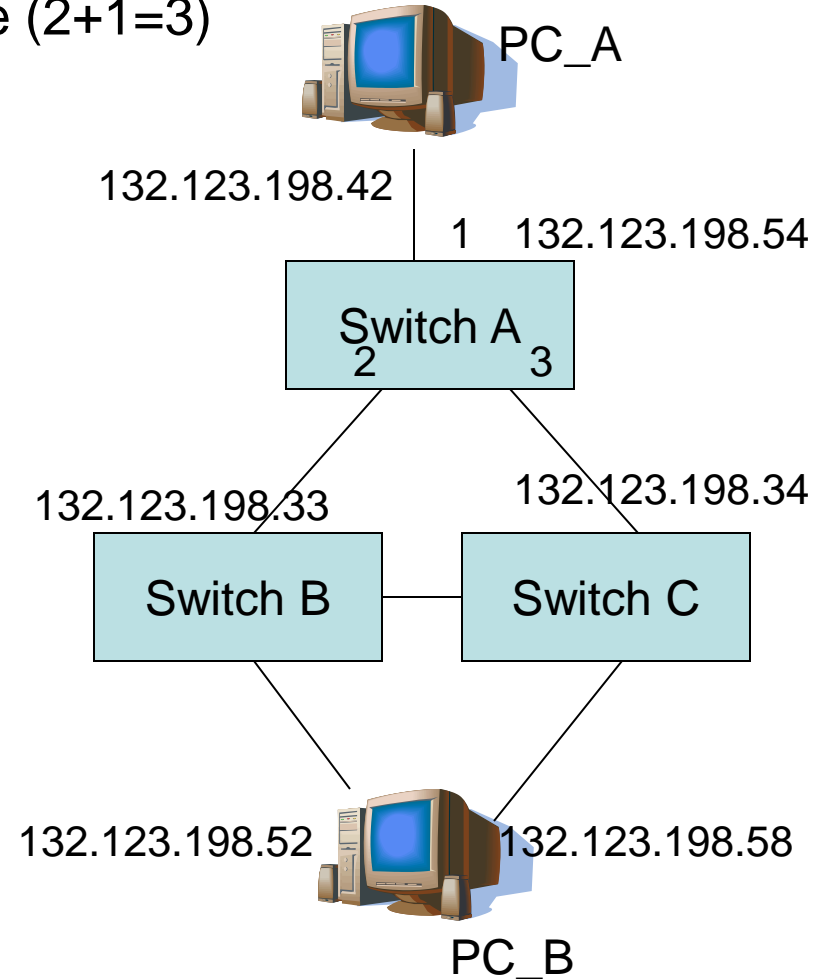 e (2+1=3)
PC_A
132.123.198.42
1 132.123.198.54
Switch A
2 3
132.123.198.33
132.123.198.34
Switch B
Switch C
132.123.198.52
132.123.198.58
PC_B